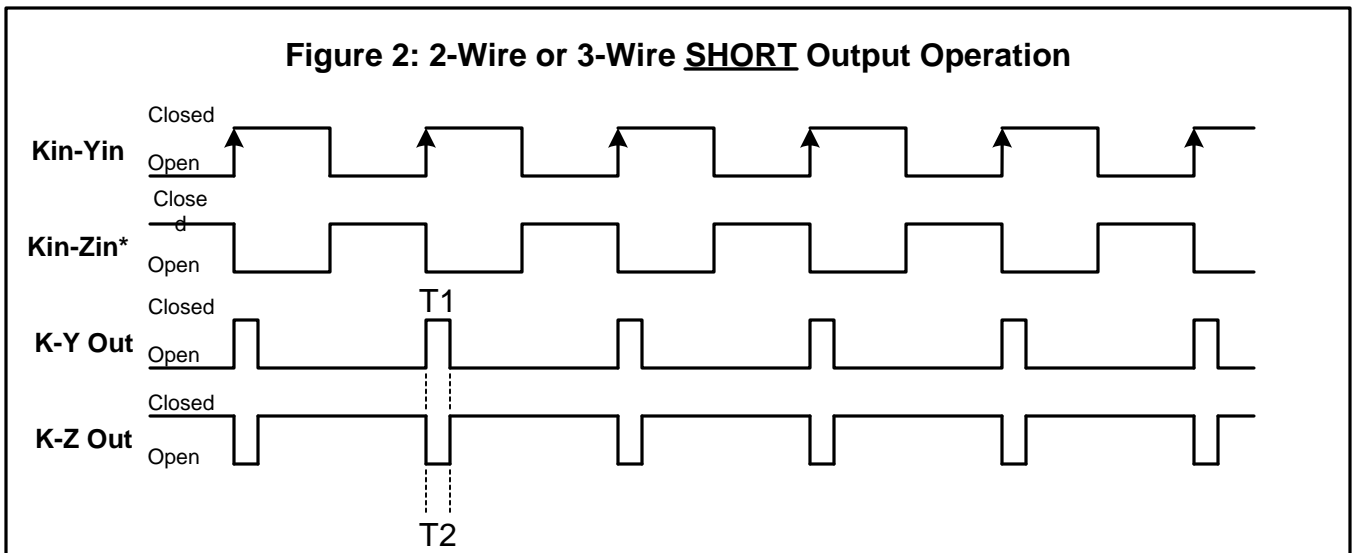 Figure 2: 2-Wire or 3-Wire SHORT Output Operation
Closed
Kin-Yin
Open
Close
d
Kin-Zin*
Open
T1
Closed
K-Y Out
Open
Closed
K-Z Out
Open
T2